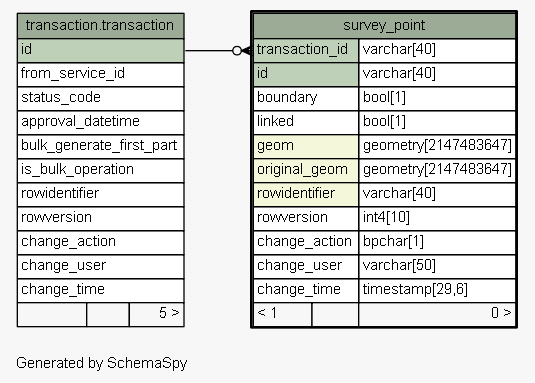 transaction.transaction
id
from_service_id
status_code
approval_datetime
bulk_generate_first_part
is_bulk_operation
rowidentifier
rowversion
change_action
change_user
change_time
5 >
survey_point
transaction_id varchar[40]
id varchar[40]
boundary bool[1]
linked bool[1]
geom geometry[2147483647]
original_geom geometry[2147483647]
rowidentifier varchar[40]
rowversion int4[10]
change_action bpchar[1]
change_user varchar[50]
change_time timestamp[29,6]
< 1 0 >
Generated by SchemaSpy